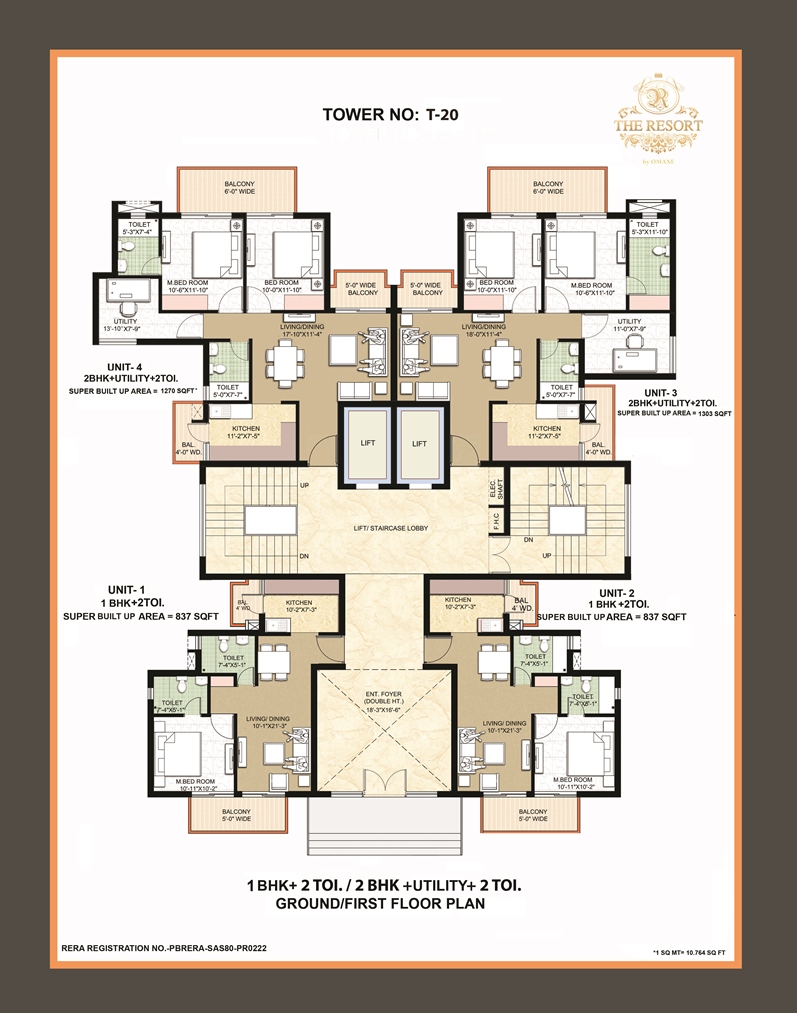 TOWER NO: T-20
R
THE RESORT
by OMAXE
BALCONY
6'-0" WIDE
BALCONY
6'-0" WIDE
TOILET
5'-3"X7'-4"
TOILET
5'-3"X11'-10"
M.BED ROOM
10'-6"X11'-10"
BED ROOM
10'-0"X11'-10"
5'-0" WIDE
BALCONY
5'-0" WIDE
BALCONY
BED ROOM
10'-0"X11'-10"
M.BED ROOM
10'-6"X11'-10"
UTILITY
13'-10"X7'-9"
LIVING/DINING
17'-10"X11'-4"
LIVING/DINING
18'-0"X11'-4"
UTILITY
11'-0"X7'-9"
UNIT- 4
2BHK+UTILITY+2TOI.
SUPER BUILT UP AREA = 1270 SQFT*
TOILET
5'-0"X7'-7"
TOILET
5'-0"X7'-7"
UNIT- 3
2BHK+UTILITY+2TOI.
SUPER BUILT UP AREA = 1303 SQFT
BAL.
4'-0" WD.
KITCHEN
11'-2"X7'-5"
LIFT
LIFT
KITCHEN
11'-2"X7'-5"
BAL.
4'-0" WD.
UP
DN
LIFT/ STAIRCASE LOBBY
ELEC.
SHAFT
F.H.C
DN
UP
UNIT- 1
1 BHK+2TOI.
SUPER BUILT UP AREA = 837 SQFT
BAL.
4' WD.
KITCHEN
10'-2"X7'-3"
KITCHEN
10'-2"X7'-3"
BAL
4' WD.
UNIT- 2
1 BHK +2TOI.
SUPER BUILT UP AREA = 837 SQFT
TOILET
7'-4"X5'-1"
TOILET
7'-4"X5'-1"
TOILET
7'-4"X5'-1"
TOILET
7'-4"X5'-1"
ENT. FOYER
(DOUBLE HT.)
18'-3"X16'-6"
LIVING/ DINING
10'-1"X21'-3"
LIVING/ DINING
10'-1"X21'-3"
M.BED ROOM
10'-11"X10'-2"
M.BED ROOM
10'-11"X10'-2"
BALCONY
5'-0" WIDE
BALCONY
5'-0" WIDE
1 BHK+ 2 TOI. / 2 BHK +UTILITY+ 2 TOI.
GROUND/FIRST FLOOR PLAN
RERA REGISTRATION NO.-PBRERA-SAS80-PR0222
*1 SQ MT= 10.764 SQ FT